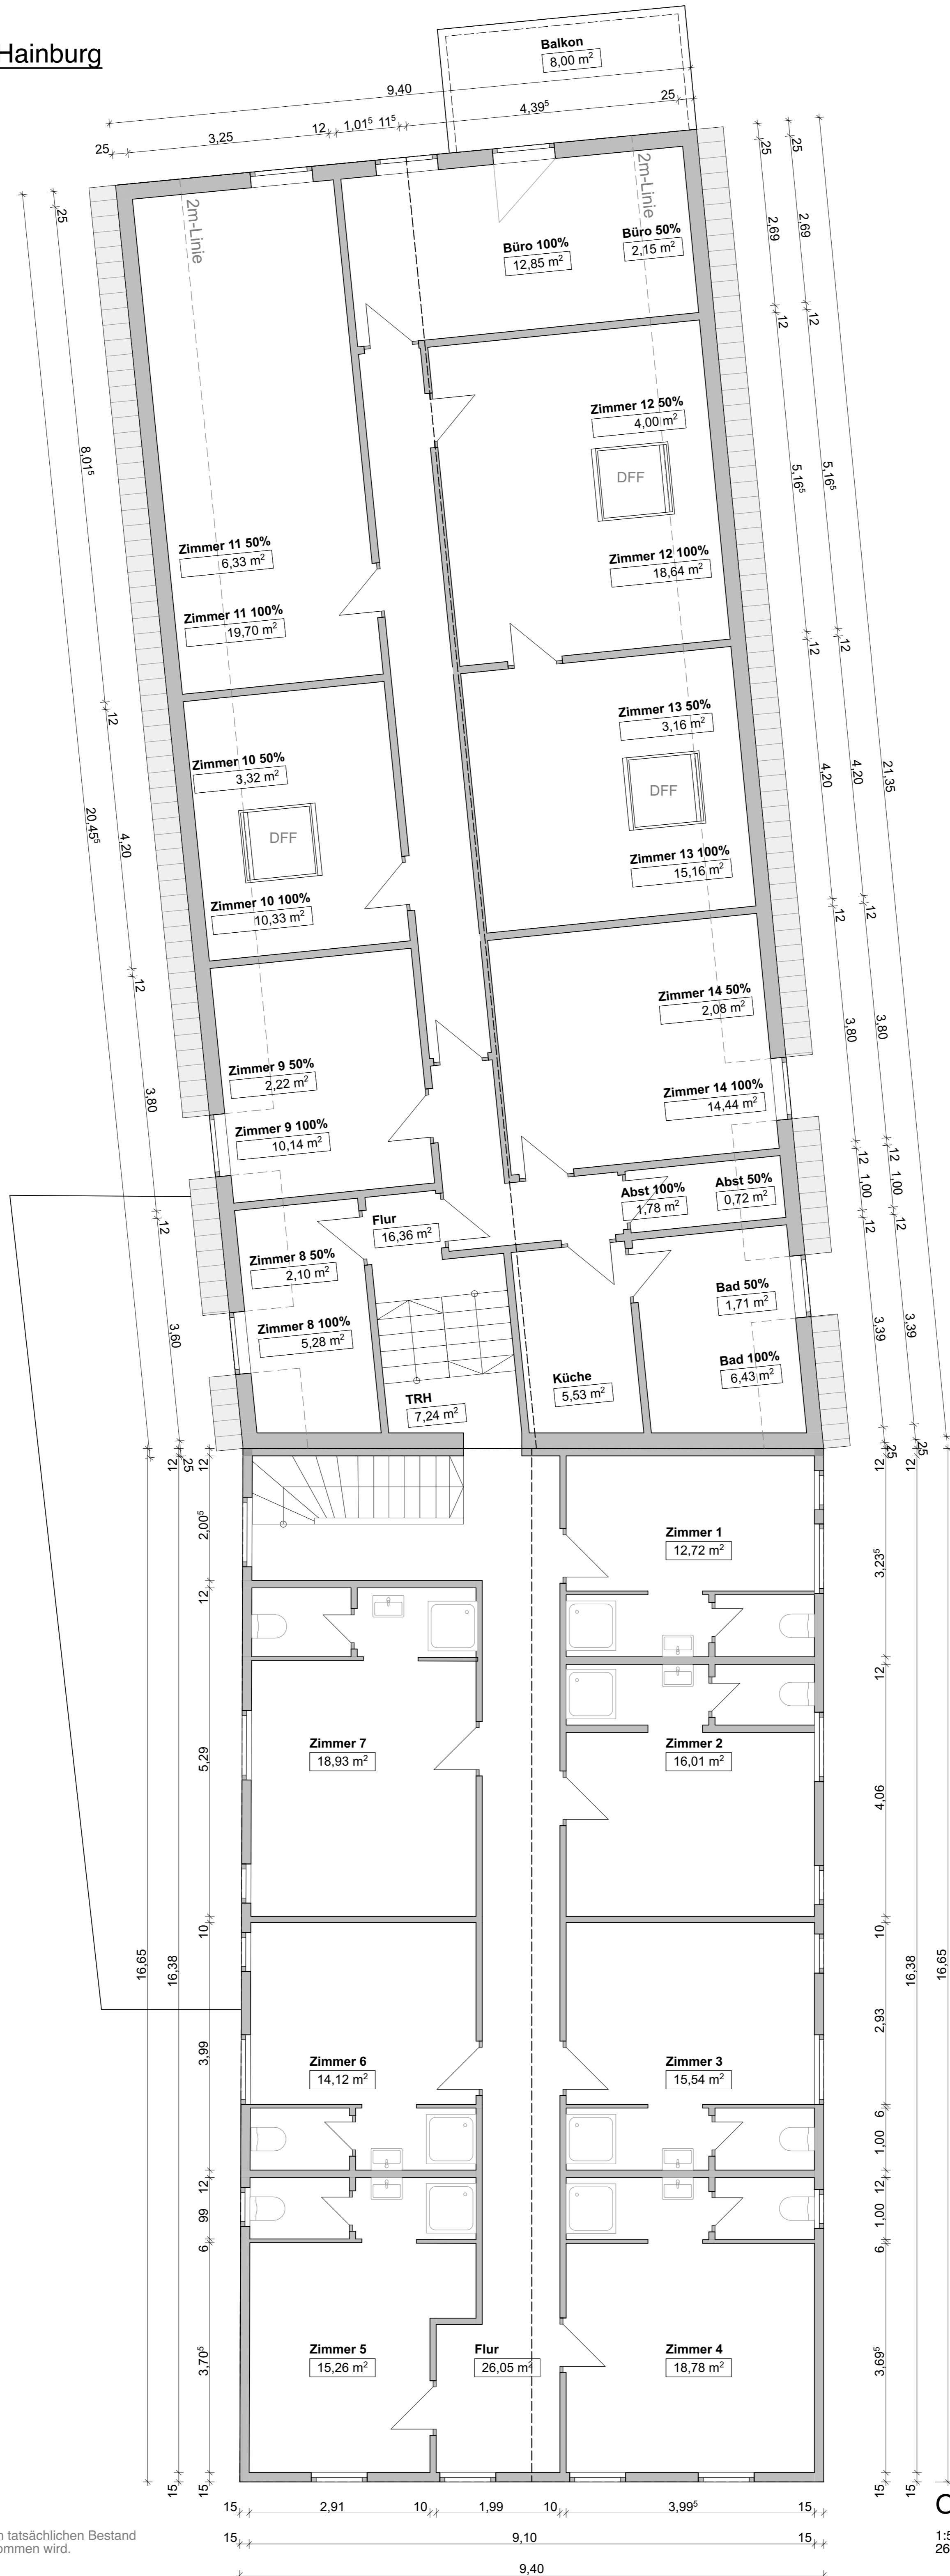 Hainburg
Balkon
8,00 m²
9,40
25
3,25
12
1,01⁵
11⁵
4,39⁵
25
2m-Linie
2m-Linie
25
8,01⁵
12
4,20
12
3,80
12
3,60
25
20,45⁵
25
2,69
12
5,16⁵
12
4,20
12
3,80
12
1,00
12
3,39
25
25
2,69
12
5,16⁵
12
4,20
12
3,80
12
1,00
12
3,39
25
21,35
Büro 100%
12,85 m²
Büro 50%
2,15 m²
Zimmer 12 50%
4,00 m²
DFF
Zimmer 12 100%
18,64 m²
Zimmer 11 50%
6,33 m²
Zimmer 11 100%
19,70 m²
Zimmer 13 50%
3,16 m²
DFF
Zimmer 13 100%
15,16 m²
Zimmer 10 50%
3,32 m²
DFF
Zimmer 10 100%
10,33 m²
Zimmer 14 50%
2,08 m²
Zimmer 14 100%
14,44 m²
Zimmer 9 50%
2,22 m²
Zimmer 9 100%
10,14 m²
Abst 100%
1,78 m²
Abst 50%
0,72 m²
Flur
16,36 m²
Zimmer 8 50%
2,10 m²
Zimmer 8 100%
5,28 m²
Bad 50%
1,71 m²
Bad 100%
6,43 m²
Küche
5,53 m²
TRH
7,24 m²
Zimmer 1
12,72 m²
Zimmer 7
18,93 m²
Zimmer 2
16,01 m²
Zimmer 6
14,12 m²
Zimmer 3
15,54 m²
Zimmer 5
15,26 m²
Flur
26,05 m²
Zimmer 4
18,78 m²
16,65
12
16,38
15
12
2,00⁵
12
5,29
10
3,99
12
99
6
3,70⁵
15
12
3,23⁵
12
4,06
10
2,93
6
1,00
12
1,00
6
3,69⁵
15
12
16,38
15
16,65
15
2,91
10
1,99
10
3,99⁵
15
15
9,10
15
9,40
n tatsächlichen Bestand
ommen wird.
1:5
26